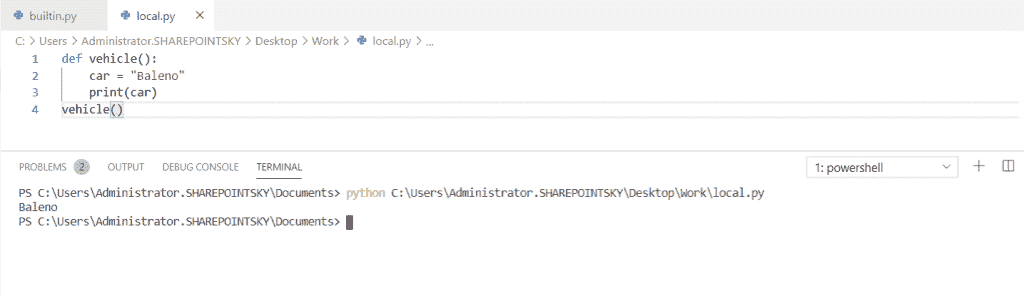 builtin.py local.py
C: > Users > Administrator.SHAREPOINTSKY > Desktop > Work > local.py > ...
1 def vehicle():
2     car = "Baleno"
3     print(car)
4 vehicle()
PROBLEMS 2 OUTPUT DEBUG CONSOLE TERMINAL 1: powershell
PS C:\Users\Administrator.SHAREPOINTSKY\Documents> python C:\Users\Administrator.SHAREPOINTSKY\Desktop\Work\local.py
Baleno
PS C:\Users\Administrator.SHAREPOINTSKY\Documents>